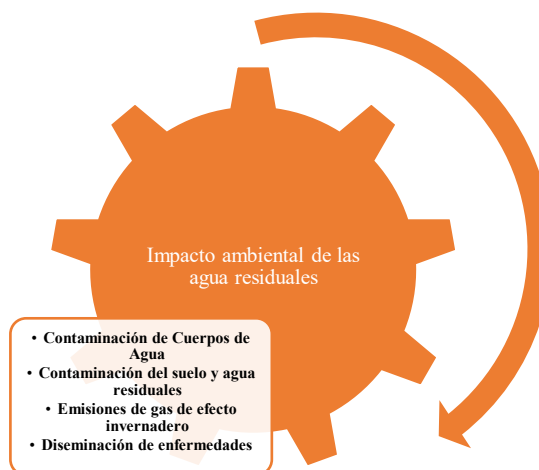 Impacto ambiental de las
agua residuales
• Contaminación de Cuerpos de
Agua
• Contaminación del suelo y agua
residuales
• Emisiones de gas de efecto
invernadero
• Diseminación de enfermedades